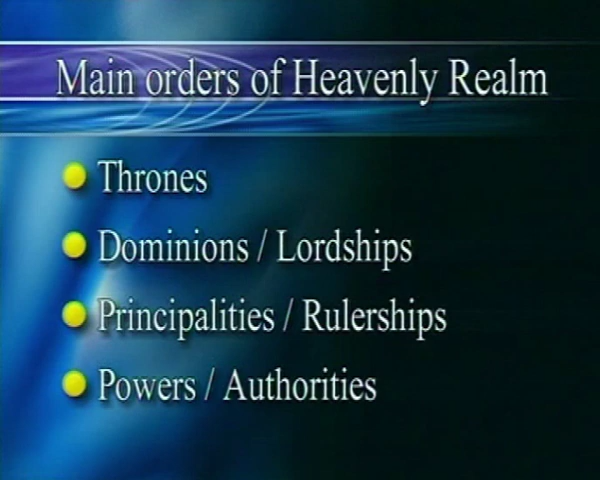 Main orders of Heavenly Realm
Thrones
Dominions / Lordships
Principalities / Rulerships
Powers / Authorities